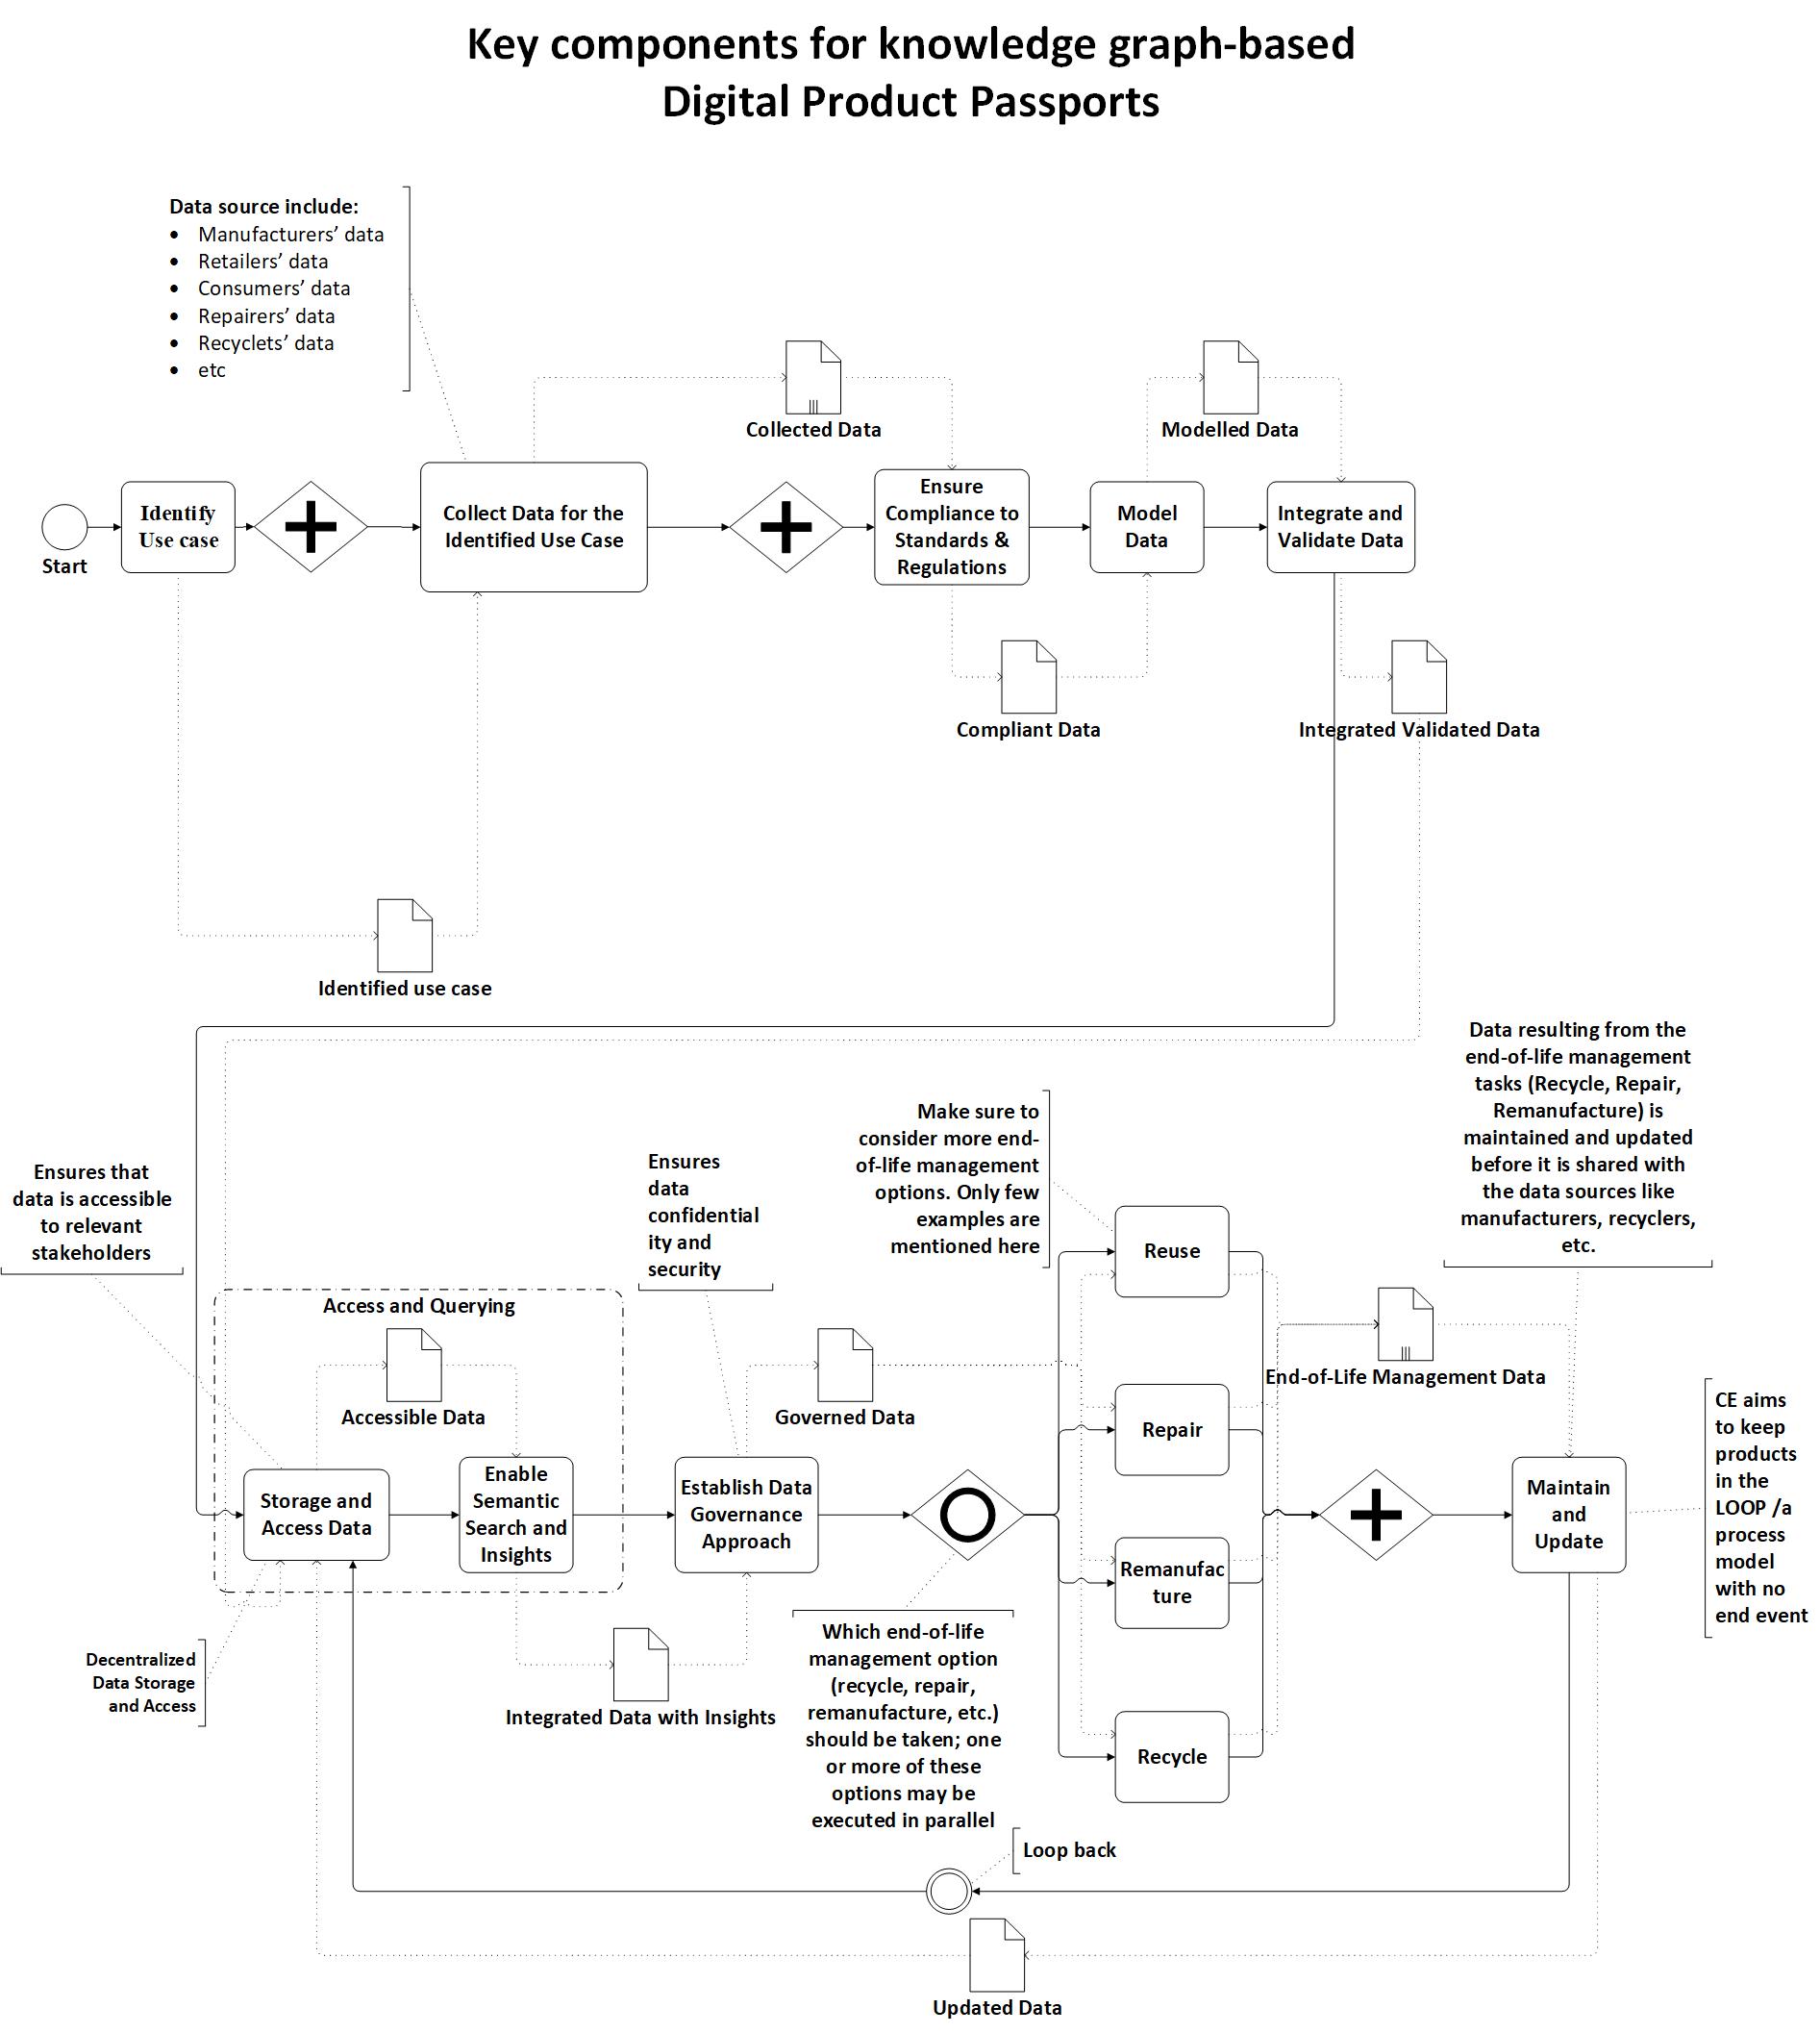 Key components for knowledge graph-based
Digital Product Passports
Data source include:
• Manufacturers’ data
• Retailers’ data
• Consumers’ data
• Repairers’ data
• Recyclets’ data
• etc
Collected Data
Modelled Data
Start
Identify
Use case
Collect Data for the
Identified Use Case
Ensure
Compliance to
Standards &
Regulations
Model
Data
Integrate and
Validate Data
Compliant Data
Integrated Validated Data
Identified use case
Data resulting from the
end-of-life management
tasks (Recycle, Repair,
Remanufacture) is
maintained and updated
before it is shared with
the data sources like
manufacturers, recyclers,
etc.
Make sure to
consider more end-
of-life management
options. Only few
examples are
mentioned here
Ensures
data
confidential
ity and
security
Ensures that
data is accessible
to relevant
stakeholders
Access and Querying
Accessible Data
Governed Data
Storage and
Access Data
Enable
Semantic
Search and
Insights
Establish Data
Governance
Approach
Reuse
Repair
Remanufac
ture
Recycle
End-of-Life Management Data
Maintain
and
Update
CE aims
to keep
products
in the
LOOP /a
process
model
with no
end event
Decentralized
Data Storage
and Access
Integrated Data with Insights
Which end-of-life
management option
(recycle, repair,
remanufacture, etc.)
should be taken; one
or more of these
options may be
executed in parallel
Loop back
Updated Data